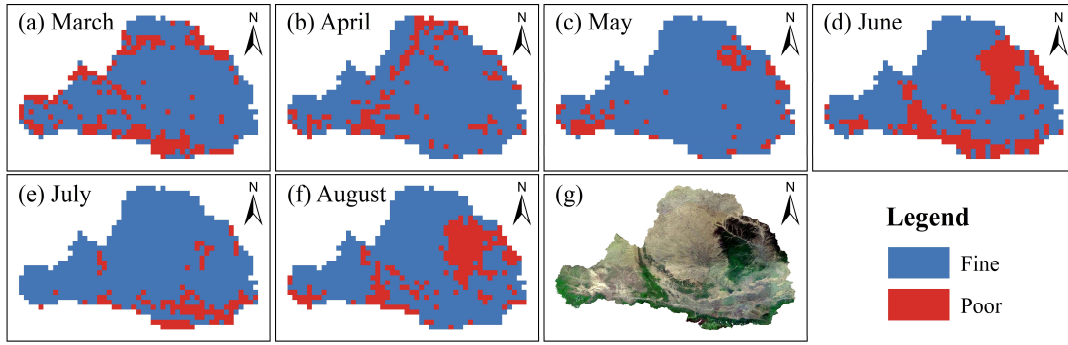 (a) March
N
(b) April
N
(c) May
N
(d) June
N
(e) July
N
(f) August
N
(g)
N
Legend
Fine
Poor